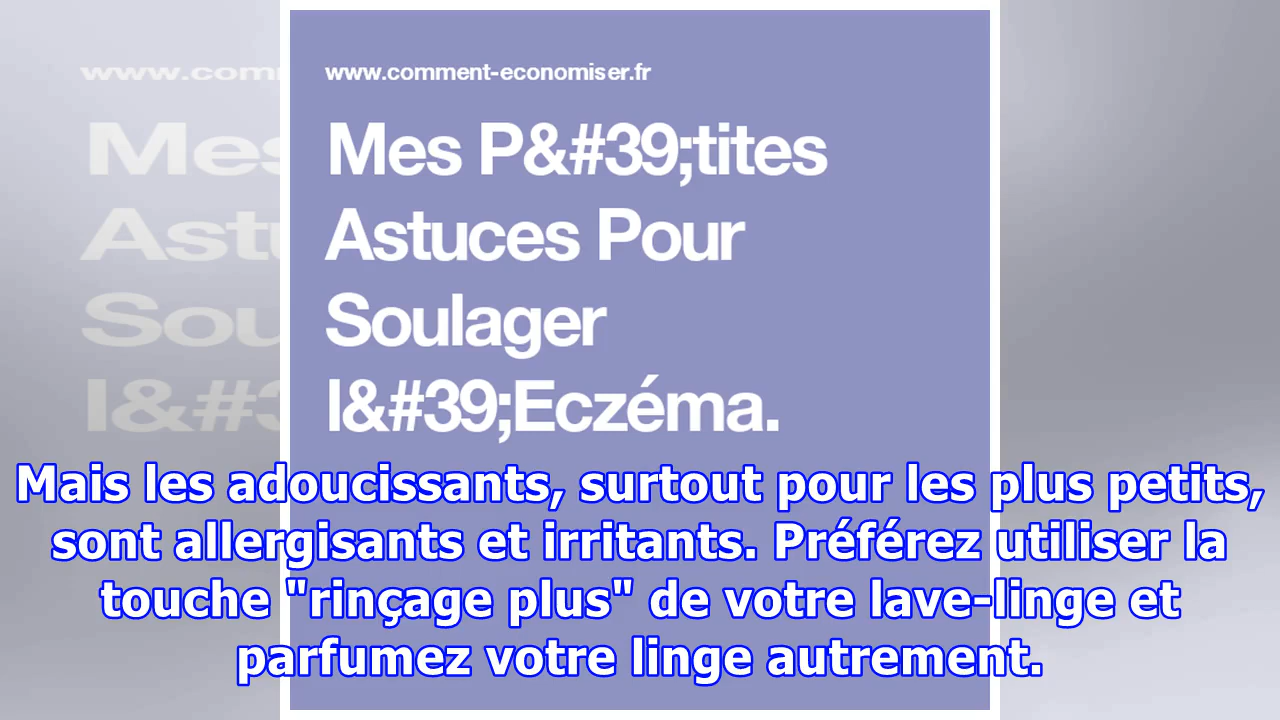 www.comment-economiser.fr
Mes P&#39;tites
Astuces Pour
Soulager
l&#39;Eczéma.
Mais les adoucissants, surtout pour les plus petits,
sont allergisants et irritants. Préférez utiliser la
touche "rinçage plus" de votre lave-linge et
parfumez votre linge autrement.